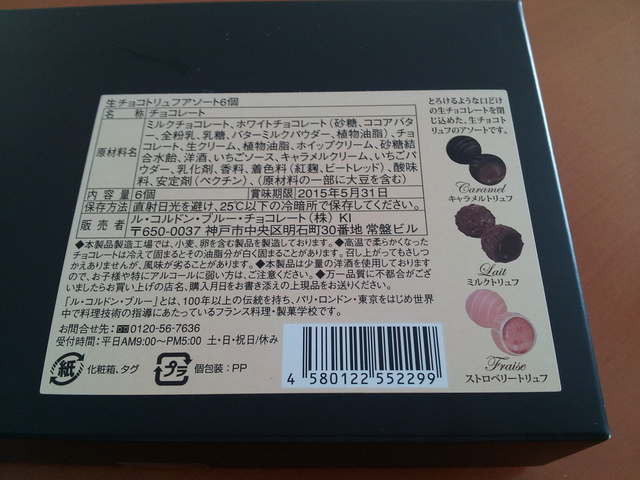 生チョコトリュフアソート6個
名　称 チョコレート
原材料名 ミルクチョコレート、ホワイトチョコレート(砂糖、ココアバター、全粉乳、乳糖、バターミルクパウダー、植物油脂)、チョコレート、生クリーム、植物油脂、ホイップクリーム、砂糖結合水飴、洋酒、いちごソース、キャラメルクリーム、いちごパウダー、乳化剤、香料、着色料(紅麹、ビートレッド)、酸味料、安定剤(ペクチン)、(原材料の一部に大豆を含む)
内 容 量 6個 賞味期限 2015年5月31日
保存方法 直射日光を避け、25℃以下の冷暗所で保存してください。
販 売 者 ル・コルドン・ブルー・チョコレート(株) KI
〒650-0037 神戸市中央区明石町30番地 常盤ビル
◆本製品製造工場では、小麦、卵を含む製品を製造しております。◆高温で柔らかくなった
チョコレートは冷えて固まるとその油脂分が白く固まることがあります。召し上がってもさしつ
かえありませんが、風味が劣ることがあります。◆本製品は少量の洋酒を使用しております
ので、お子様や特にアルコールに弱い方は、ご注意ください。◆万一品質に不都合がござ
いましたらお買い上げの店名、購入月日をお書き添えの上現品をお送りください。
「ル・コルドン・ブルー」とは、100年以上の伝統を持ち、パリ・ロンドン・東京をはじめ世界
中で料理技術の指導にあたっているフランス料理・製菓学校です。
お問合せ先: 0120-56-7636
受付時間:平日AM9:00～PM5:00 土・日・祝日/休み
紙 化粧箱、タグ プラ 個包装:PP
4 580122 552299
とろけるような口どけ
の生チョコレートを閉
じ込めた、生チョコト
リュフのアソートです。
Caramel
キャラメルトリュフ
Lait
ミルクトリュフ
Fraise
ストロベリートリュフ